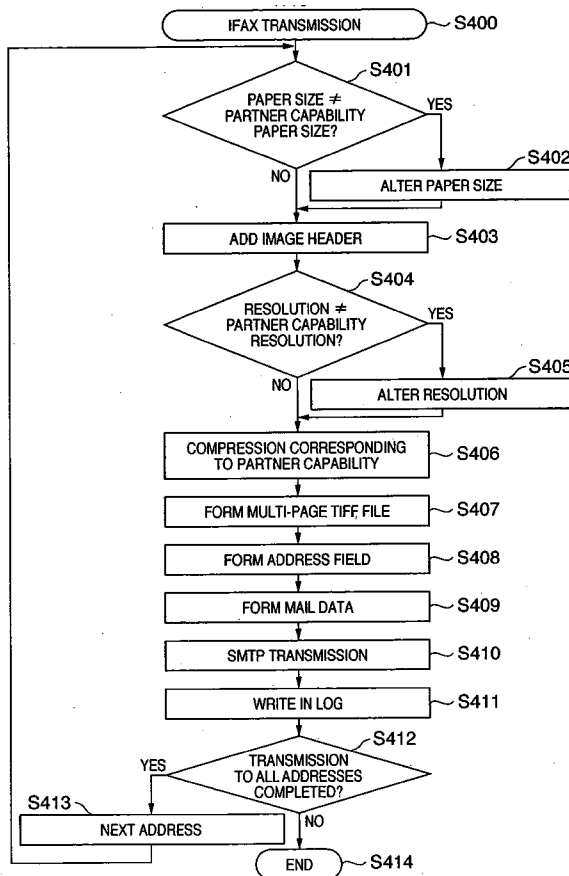 IFAX TRANSMISSION
S400
S401
PAPER SIZE ≠
PARTNER CAPABILITY
PAPER SIZE?
YES
NO
S402
ALTER PAPER SIZE
ADD IMAGE HEADER
S403
S404
RESOLUTION ≠
PARTNER CAPABILITY
RESOLUTION?
YES
NO
S405
ALTER RESOLUTION
COMPRESSION CORRESPONDING
TO PARTNER CAPABILITY
S406
FORM MULTI-PAGE TIFF FILE
S407
FORM ADDRESS FIELD
S408
FORM MAIL DATA
S409
SMTP TRANSMISSION
S410
WRITE IN LOG
S411
S412
TRANSMISSION
TO ALL ADDRESSES
COMPLETED?
YES
NO
S413
NEXT ADDRESS
END
S414